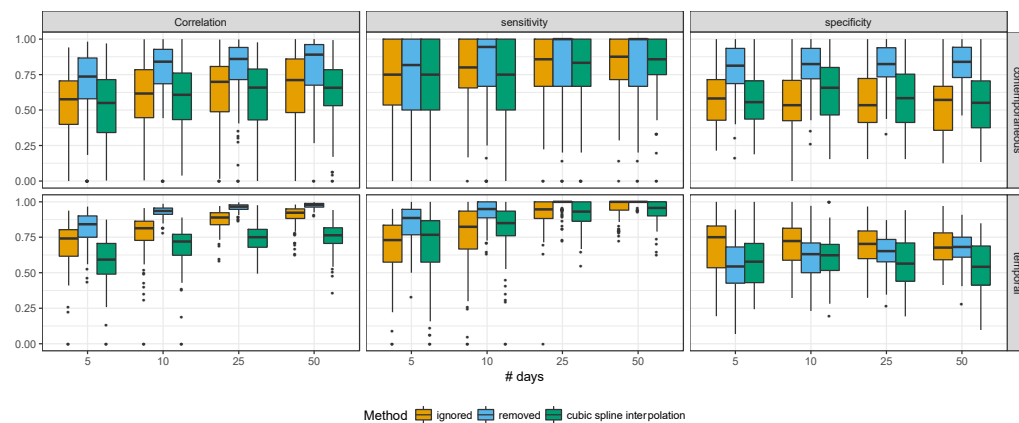 Correlation sensitivity specificity
1.00
0.75
0.50
0.25
0.00
contemporaneous
1.00
0.75
0.50
0.25
0.00
temporal
5 10 25 50 5 10 25 50 5 10 25 50
# days
Method ignored removed cubic spline interpolation